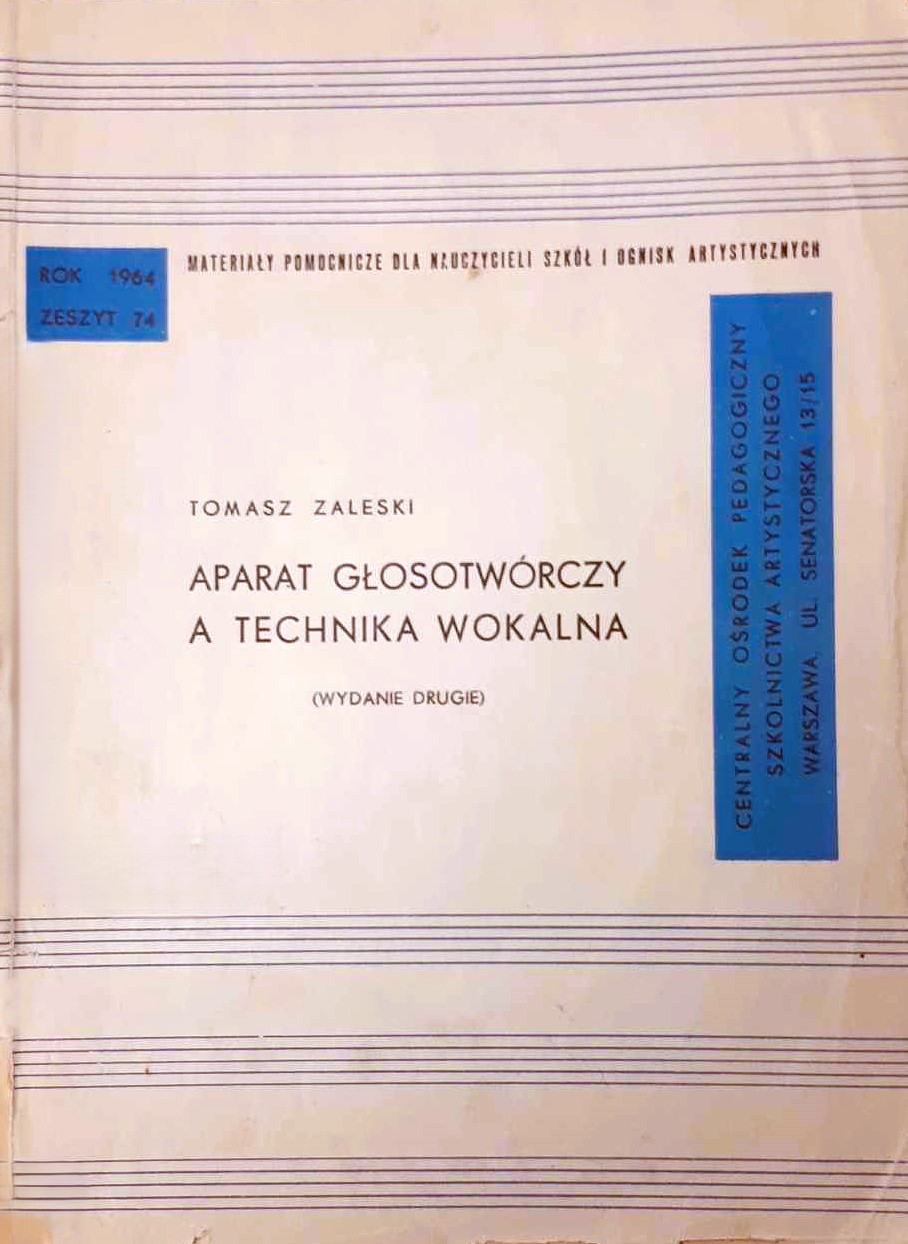 ROK 1964
ZESZYT 74
MATERIAŁY POMOCNICZE DLA NAUCZYCIELI SZKÓŁ I OGNISK ARTYSTYCZNYCH
TOMASZ ZALESKI
APARAT GŁOSOTWÓRCZY
A TECHNIKA WOKALNA
(WYDANIE DRUGIE)
CENTRALNY OŚRODEK PEDAGOGICZNY
SZKOLNICTWA ARTYSTYCZNEGO
WARSZAWA, UL. SENATORSKA 13/15